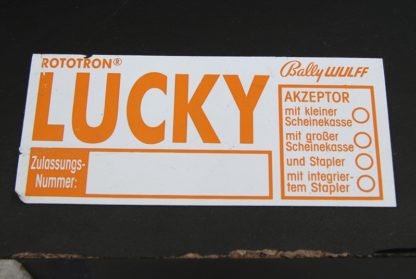 ROTOTRON®
LUCKY
Zulassungs-
Nummer:
Bally WULFF
AKZEPTOR
mit kleiner
Scheinekasse
mit großer
Scheinekasse
und Stapler
mit integrier-
tem Stapler